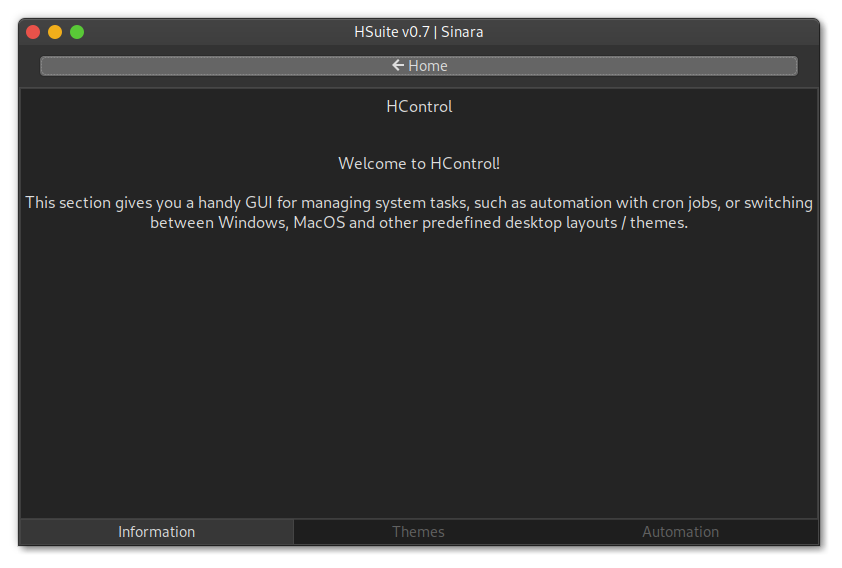 HSuite v0.7 | Sinara
← Home
HControl
Welcome to HControl!
This section gives you a handy GUI for managing system tasks, such as automation with cron jobs, or switching
between Windows, MacOS and other predefined desktop layouts / themes.
Information Themes Automation